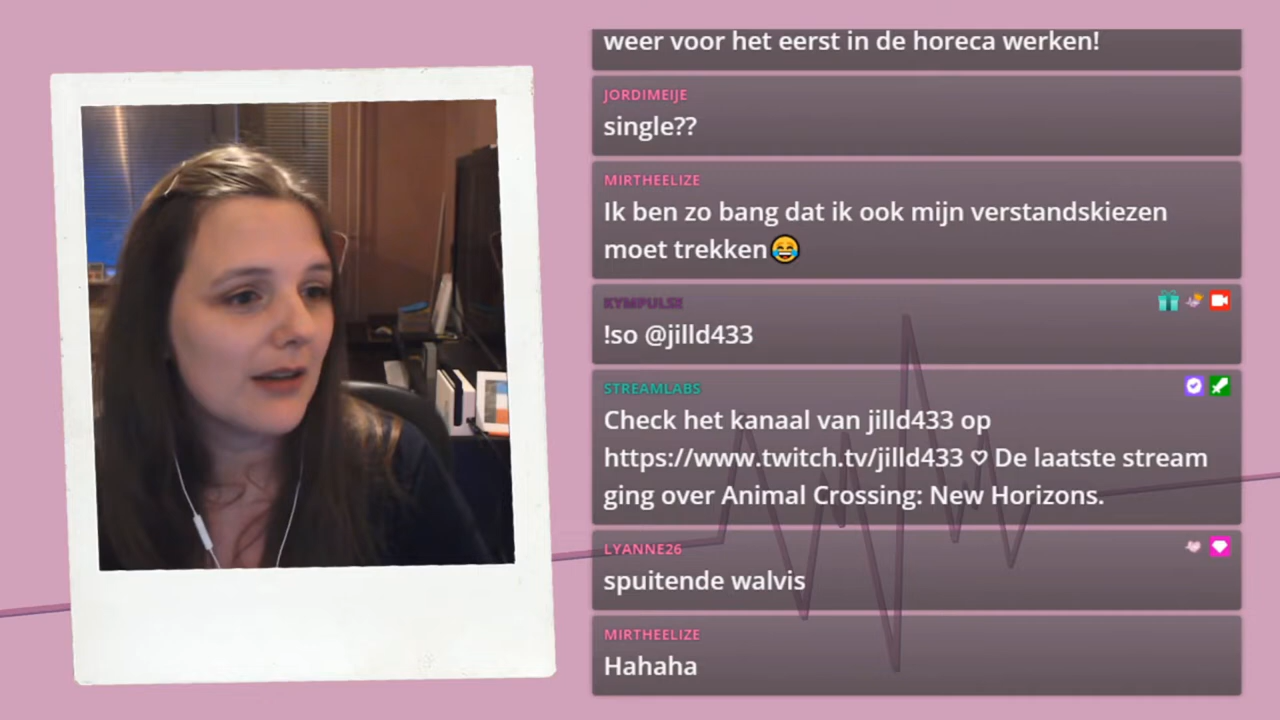 weer voor het eerst in de horeca werken!
JORDIMEIJE
single??
MIRTHEELIZE
Ik ben zo bang dat ik ook mijn verstandskiezen
moet trekken😂
KYMPULSE
!so @jilld433
STREAMLABS
Check het kanaal van jilld433 op
https://www.twitch.tv/jilld433 ♡ De laatste stream
ging over Animal Crossing: New Horizons.
LYANNE26
spuitende walvis
MIRTHEELIZE
Hahaha